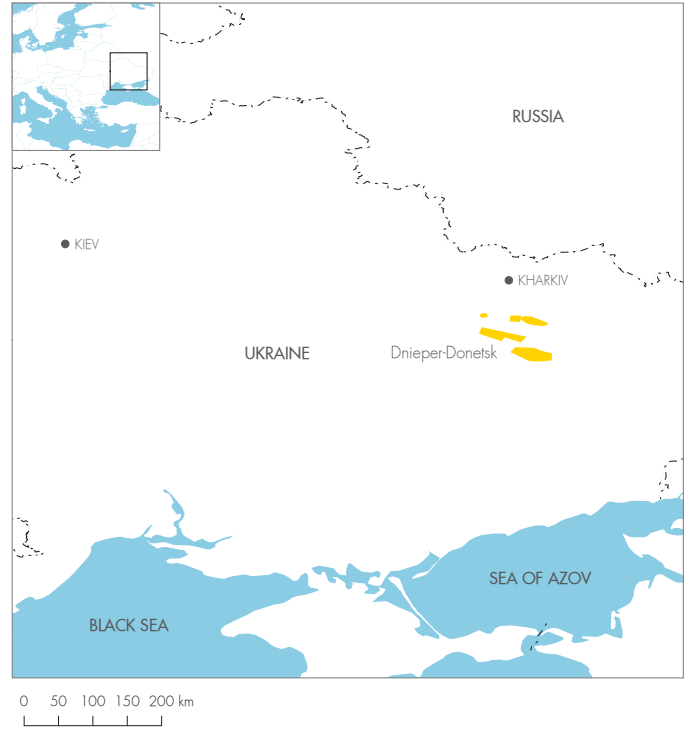 RUSSIA
KIEV
KHARKIV
UKRAINE
Dnieper-Donetsk
SEA OF AZOV
BLACK SEA
0 50 100 150 200 km